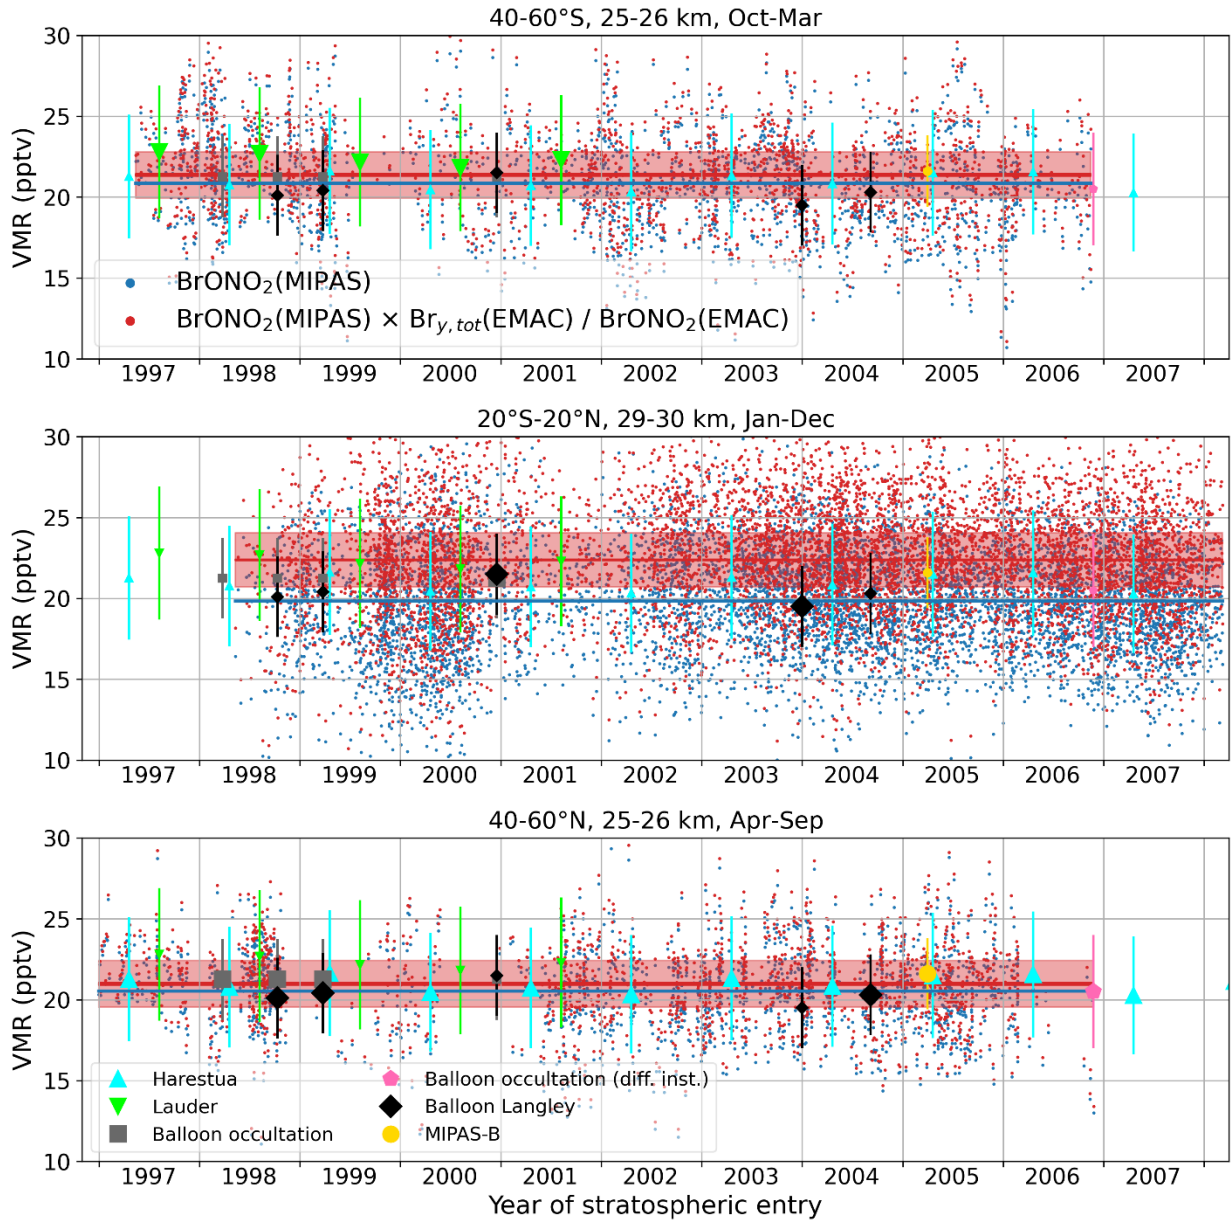 40-60°S, 25-26 km, Oct-Mar
VMR (pptv)
30
25
20
15
10
BrONO₂(MIPAS)
BrONO₂(MIPAS) × Br_y,tot(EMAC) / BrONO₂(EMAC)
1997 1998 1999 2000 2001 2002 2003 2004 2005 2006 2007
20°S-20°N, 29-30 km, Jan-Dec
VMR (pptv)
30
25
20
15
10
1997 1998 1999 2000 2001 2002 2003 2004 2005 2006 2007
40-60°N, 25-26 km, Apr-Sep
VMR (pptv)
30
25
20
15
10
Harestua
Lauder
Balloon occultation
Balloon occultation (diff. inst.)
Balloon Langley
MIPAS-B
1997 1998 1999 2000 2001 2002 2003 2004 2005 2006 2007
Year of stratospheric entry